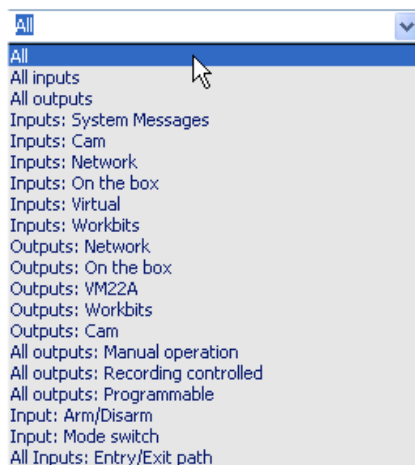 All
All
All inputs
All outputs
Inputs: System Messages
Inputs: Cam
Inputs: Network
Inputs: On the box
Inputs: Virtual
Inputs: Workbits
Outputs: Network
Outputs: On the box
Outputs: VM22A
Outputs: Workbits
Outputs: Cam
All outputs: Manual operation
All outputs: Recording controlled
All outputs: Programmable
Input: Arm/Disarm
Input: Mode switch
All Inputs: Entry/Exit path